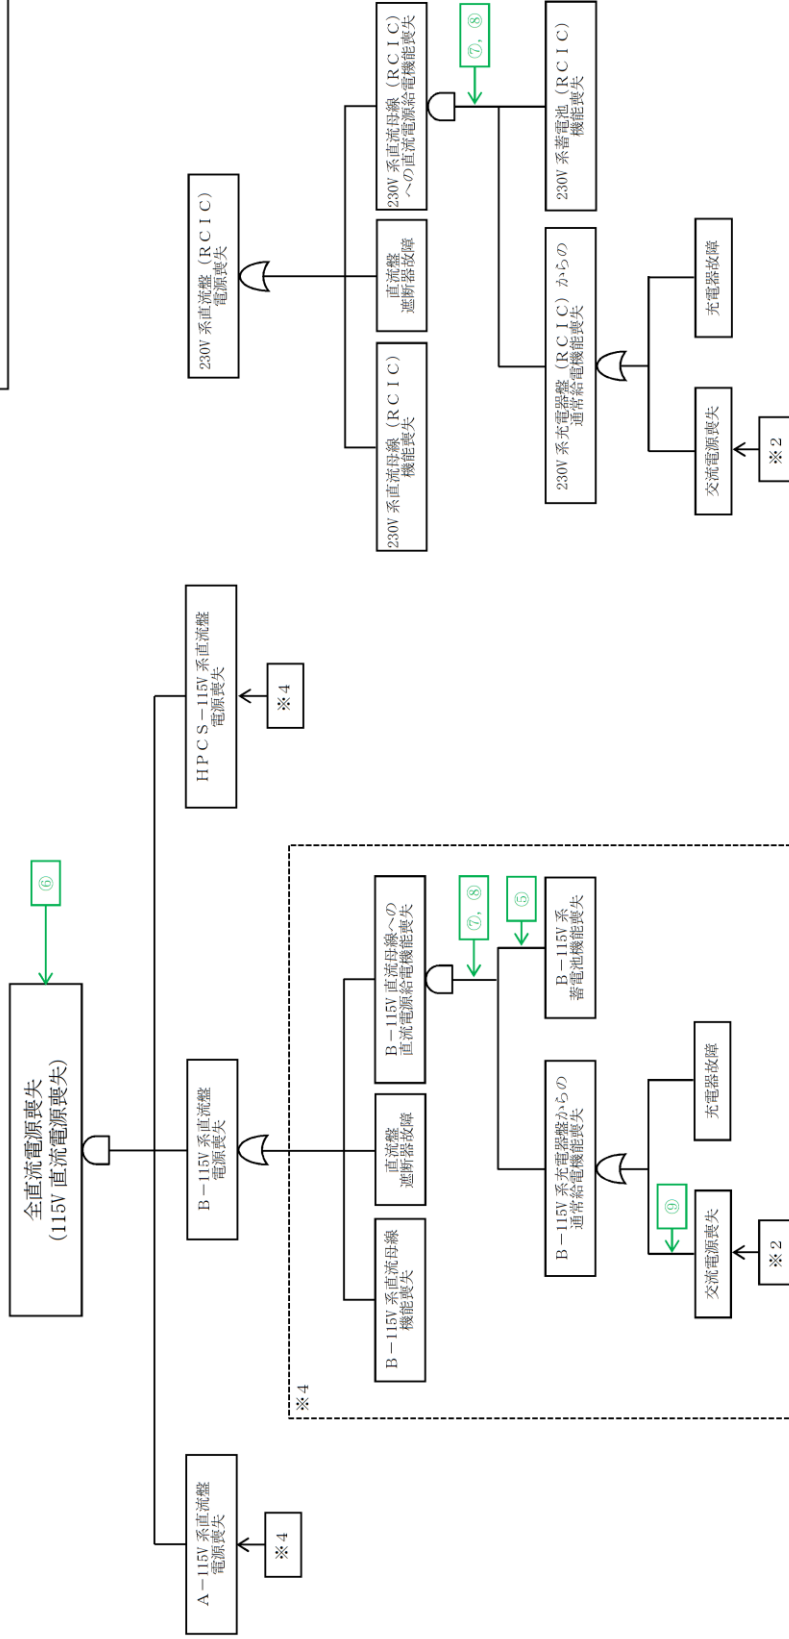 全直流電源喪失
(115V 直流電源喪失)
⑥
A－115V 系直流盤
電源喪失
※4
B－115V 系直流盤
電源喪失
HPCS－115V 系直流盤
電源喪失
※4
※4
B－115V 系直流母線
機能喪失
直流盤
遮断器故障
B－115V 直流母線への
直流電源給電機能喪失
⑦, ⑧
⑤
B－115V 系充電器盤からの
通常給電機能喪失
B－115V 系
蓄電池機能喪失
⑨
交流電源喪失
充電器故障
※2
230V 系直流盤（RCIC）
電源喪失
230V 系直流母線（RCIC）
機能喪失
直流盤
遮断器故障
230V 系直流母線（RCIC）
への直流電源給電機能喪失
⑦, ⑧
230V 系充電器盤（RCIC）からの
通常給電機能喪失
230V 系蓄電池（RCIC）
機能喪失
交流電源喪失
充電器故障
※2